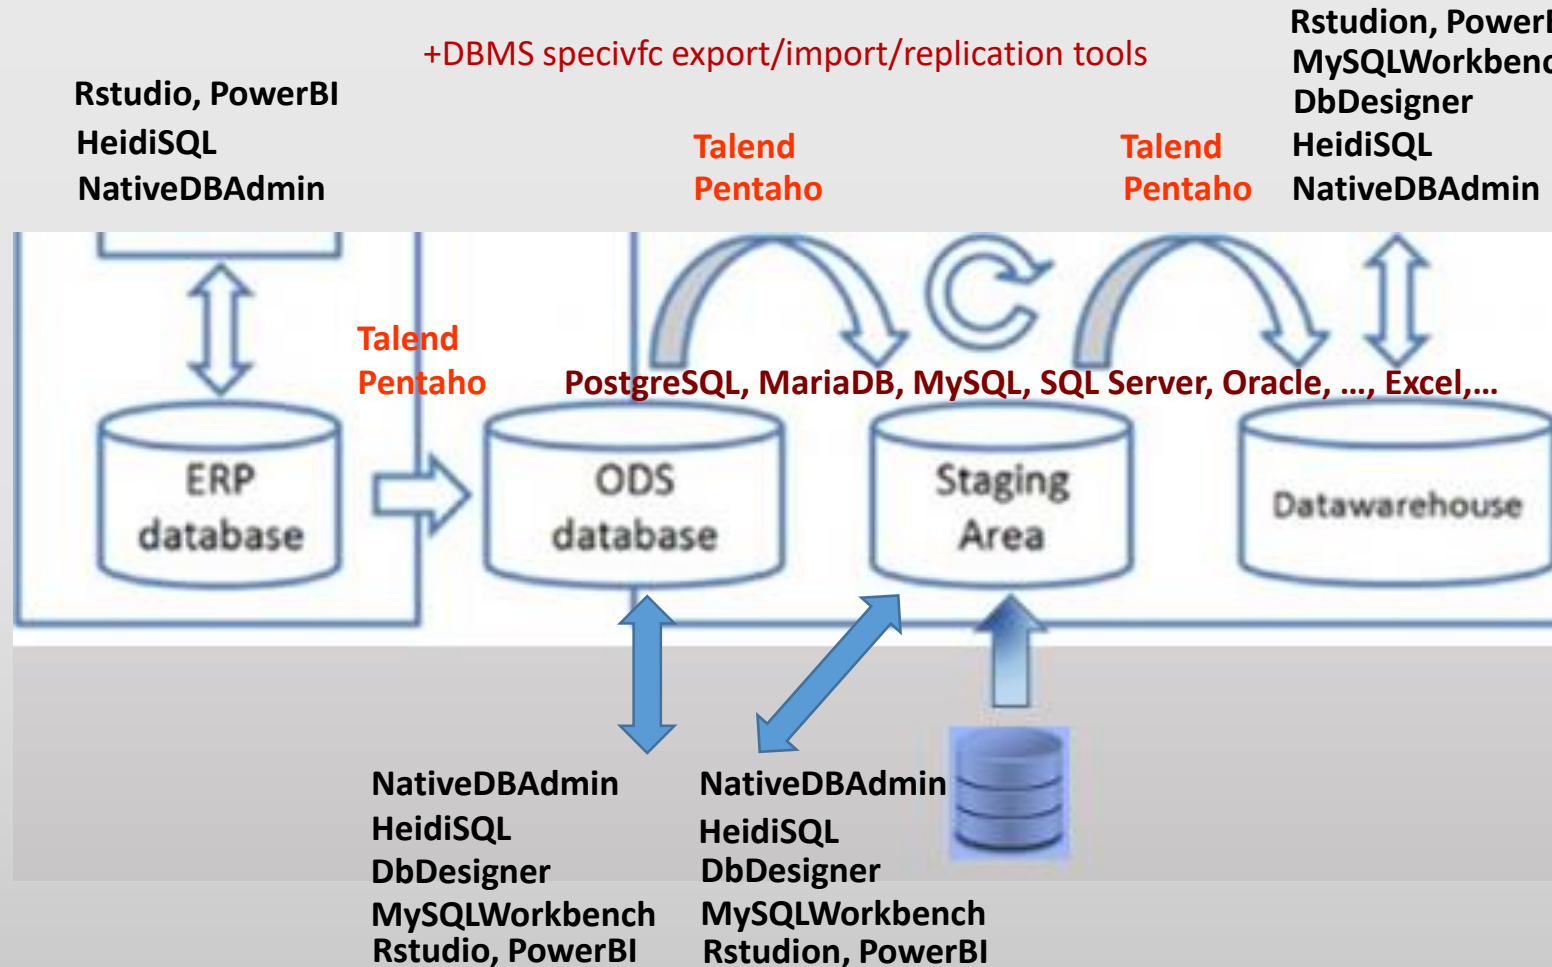 +DBMS specivfc export/import/replication tools
Rstudio, PowerBI
HeidiSQL
NativeDBAdmin
Talend
Pentaho
Talend
Pentaho
Rstudion,
DbDesigner
HeidiSQL
NativeDBAdmin
Talend
Pentaho
PostgreSQL, MariaDB, MySQL, SQL Server, Oracle, ..., Excel,...
ERP
database
ODS
database
Staging
Area
Datawarehouse
NativeDBAdmin
HeidiSQL
DbDesigner
MySQLWorkbench
Rstudio, PowerBI
NativeDBAdmin
HeidiSQL
DbDesigner
MySQLWorkbench
Rstudion, PowerBI